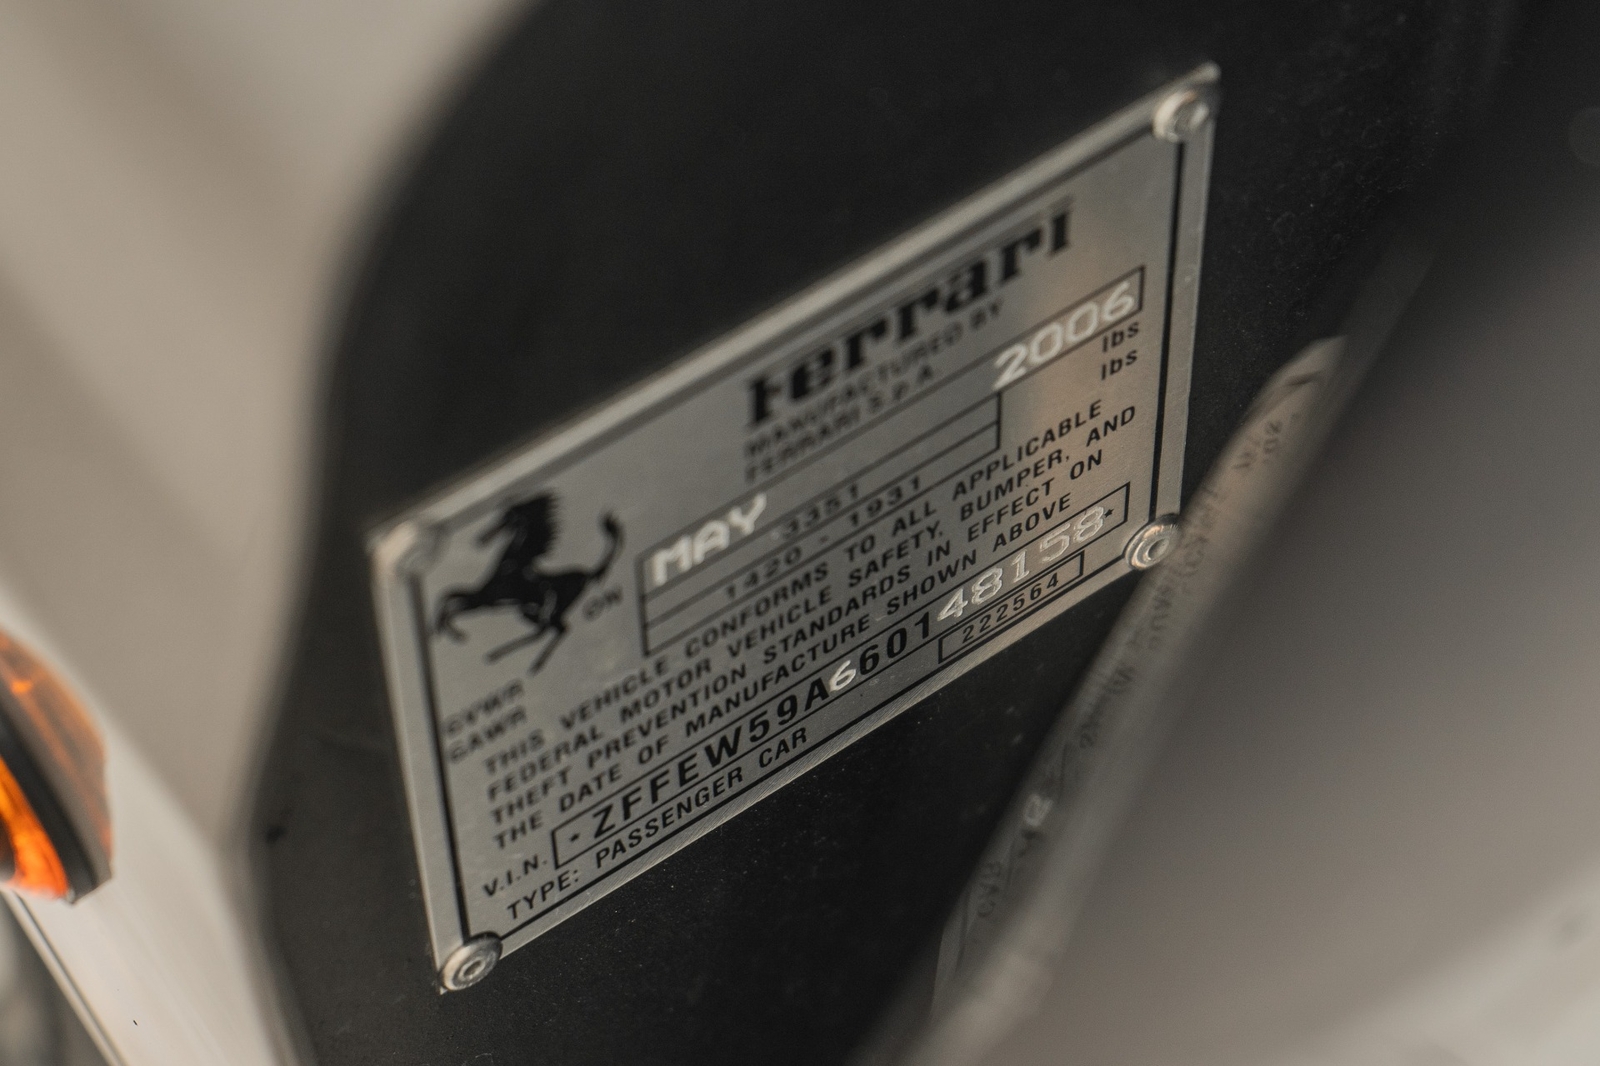 Ferrari
MANUFACTURED BY
FERRARI S.p.A.
ON MAY 2006
GVWR 3351 lbs
GAWR 1420 - 1931 lbs
THIS VEHICLE CONFORMS TO ALL APPLICABLE
FEDERAL MOTOR VEHICLE SAFETY, BUMPER, AND
THEFT PREVENTION STANDARDS IN EFFECT ON
THE DATE OF MANUFACTURE SHOWN ABOVE
V.I.N. *ZFFEW59A660148158*
TYPE: PASSENGER CAR 222564